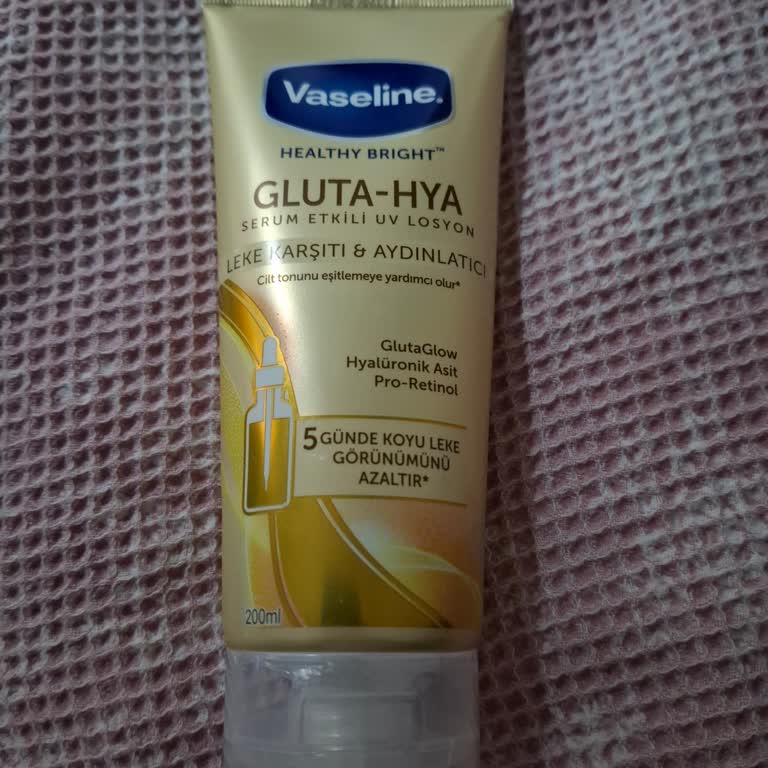 Vaseline.
HEALTHY BRIGHT™
GLUTA-HYA
SERUM ETKİLİ UV LOSYON
LEKE KARŞITI & AYDINLATICI
Cilt tonunu eşitlemeye yardımcı olur*
GlutaGlow
Hyalüronik Asit
Pro-Retinol
5 GÜNDE KOYU LEKE
GÖRÜNÜMÜNÜ
AZALTIR*
200ml